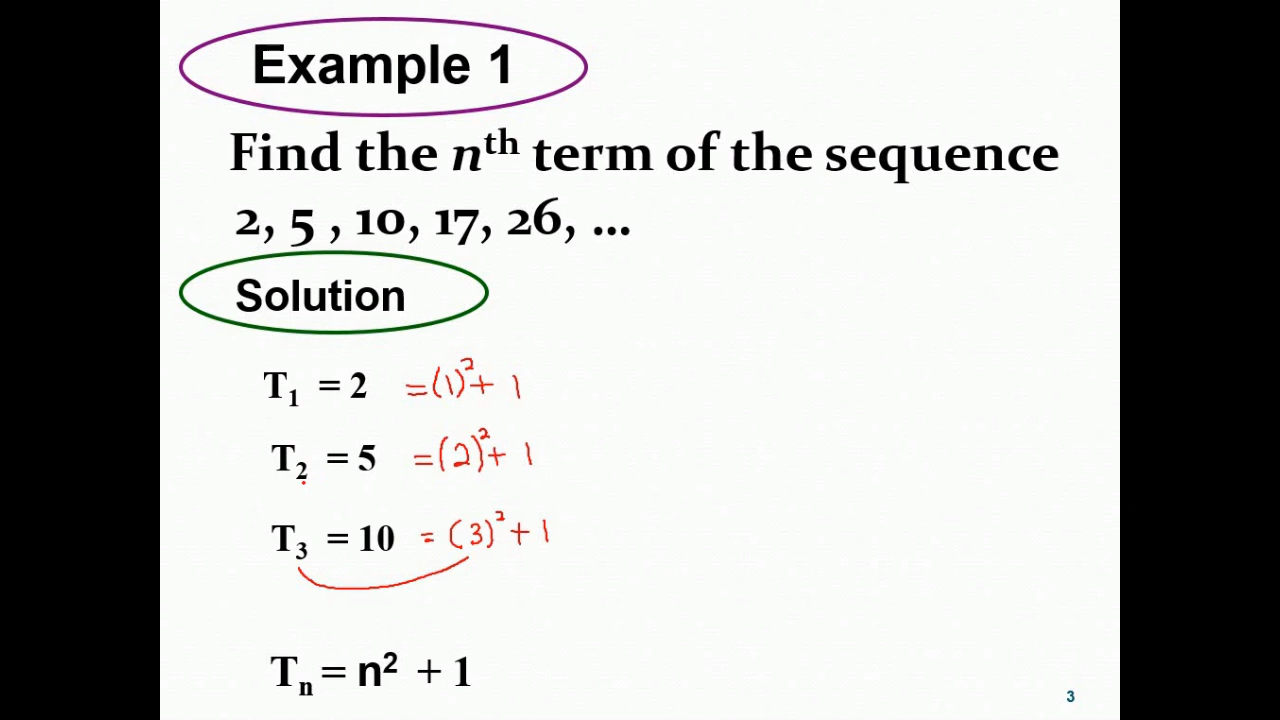 Example 1
Find the nᵗʰ term of the sequence
2, 5 , 10, 17, 26, ...
Solution
T₁ = 2 = (1)² + 1
T₂ = 5 = (2)² + 1
T₃ = 10 = (3)² + 1
Tₙ = n² + 1
3